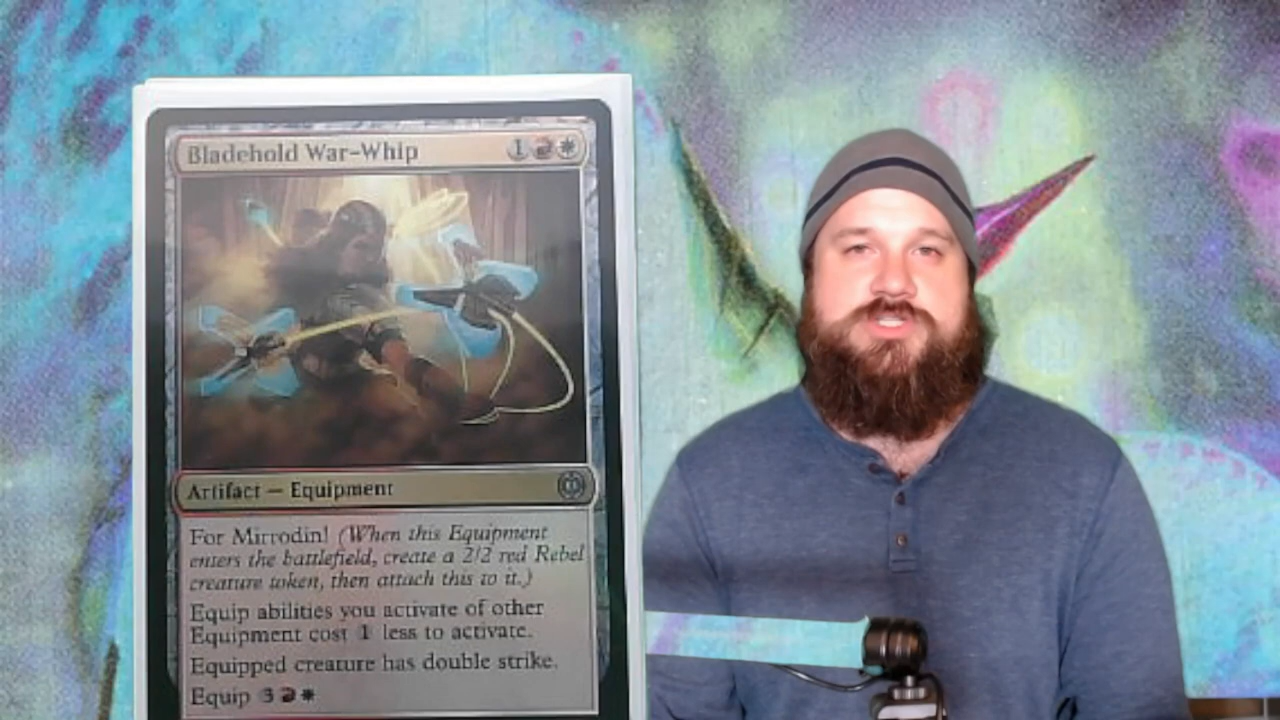 Bladehold War-Whip 1
Artifact — Equipment
For Mirrodin! (When this Equipment
enters the battlefield, create a 2/2 red Rebel
creature token, then attach this to it.)
Equip abilities you activate of other
Equipment cost 1 less to activate.
Equipped creature has double strike.
Equip 3